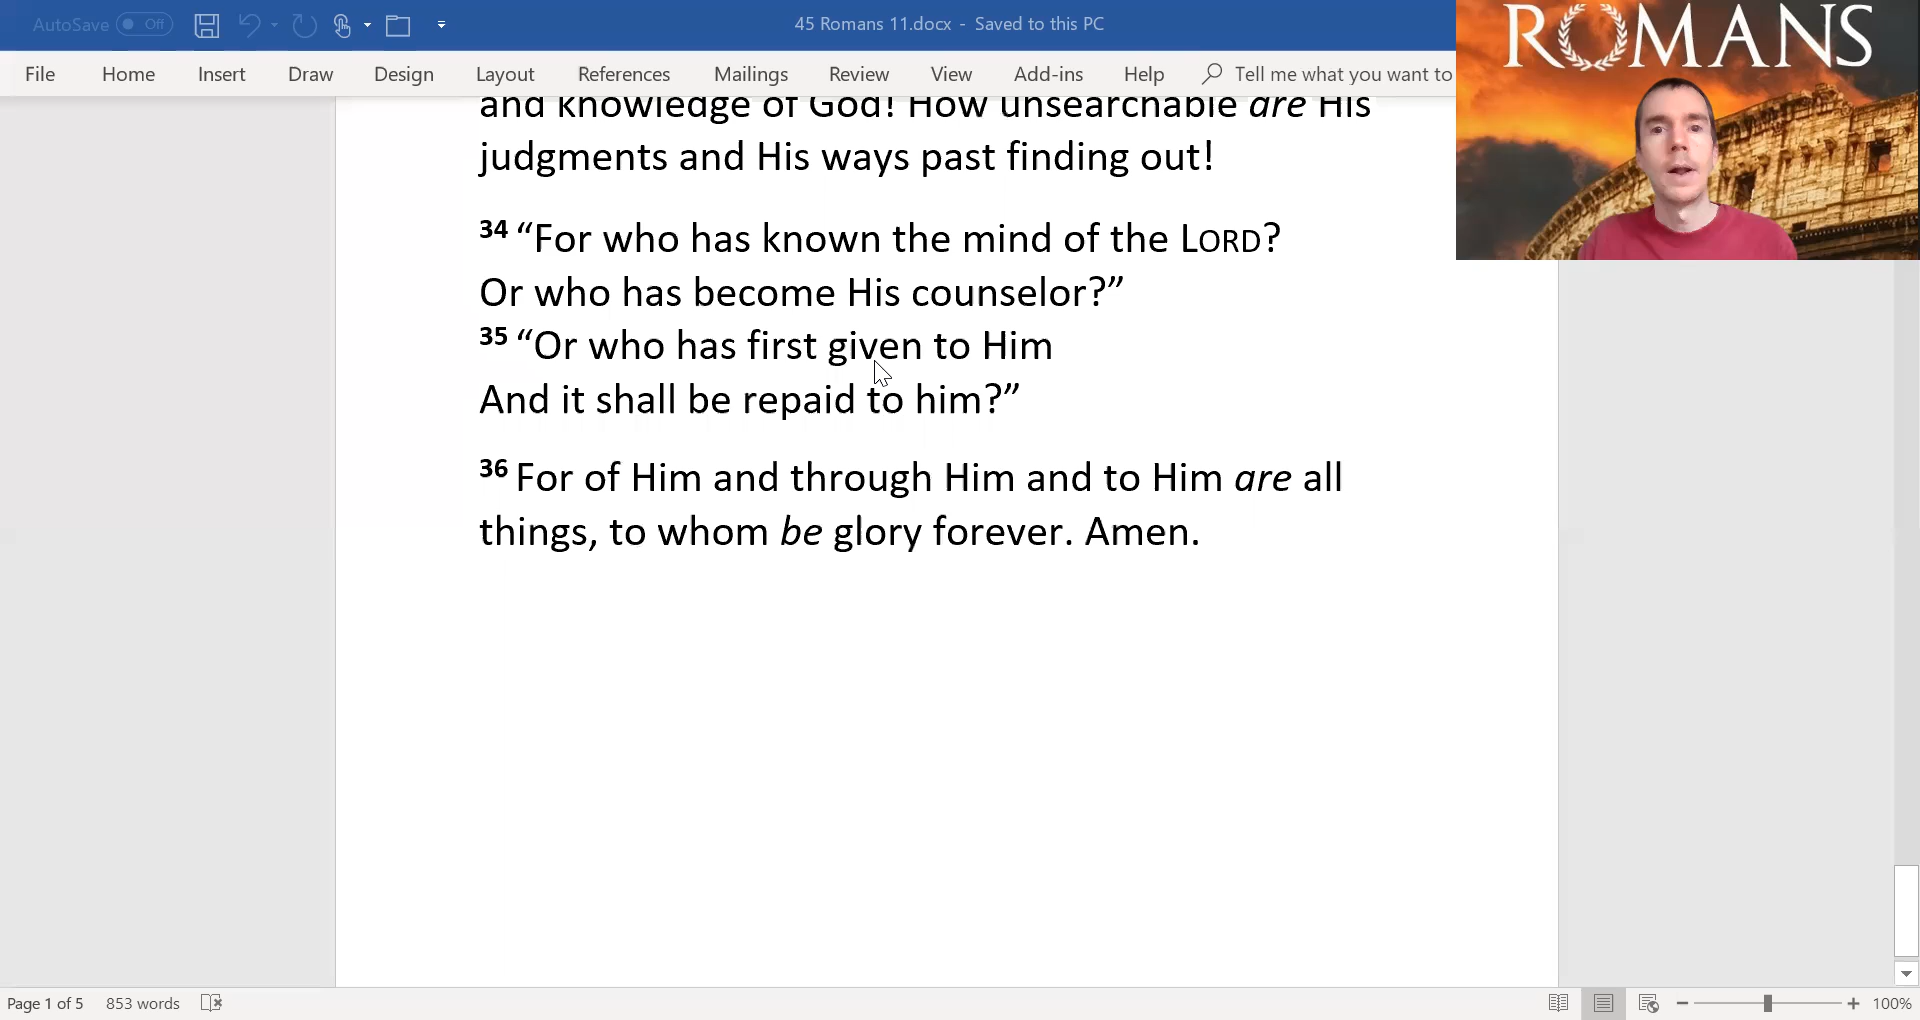 AutoSave Off 45 Romans 11.docx - Saved to this PC
ROMANS
File Home Insert Draw Design Layout References Mailings Review View Add-ins Help Tell me what you want to
and knowledge of God! How unsearchable are His
judgments and His ways past finding out!
34 “For who has known the mind of the LORD?
Or who has become His counselor?”
35 “Or who has first given to Him
And it shall be repaid to him?”
36 For of Him and through Him and to Him are all
things, to whom be glory forever. Amen.
Page 1 of 5 853 words 100%